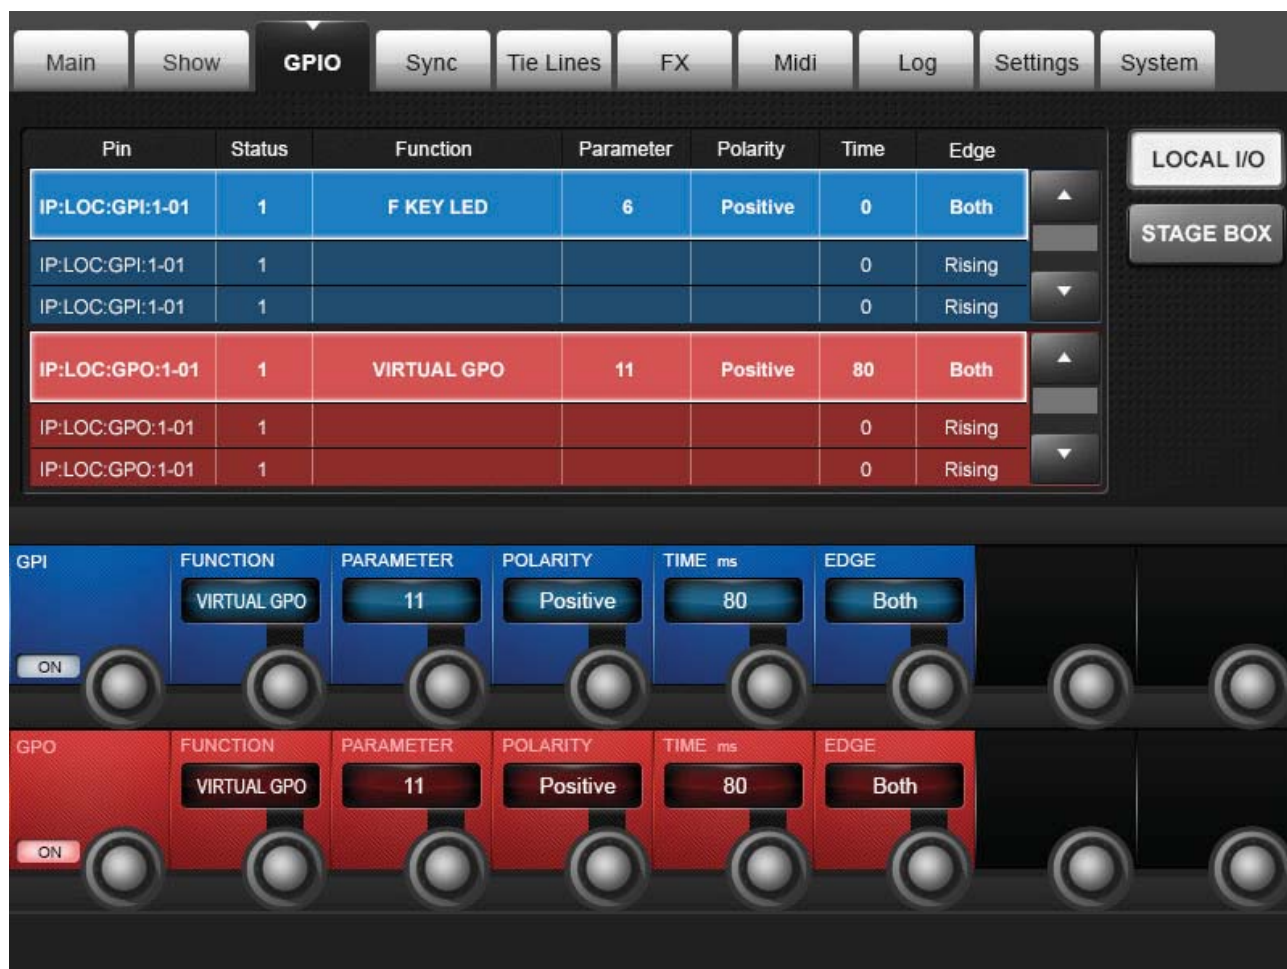 Main Show GPIO Sync Tie Lines FX Midi Log Settings System
Pin Status Function Parameter Polarity Time Edge
LOCAL I/O
IP:LOC:GPI:1-01 1 F KEY LED 6 Positive 0 Both
STAGE BOX
IP:LOC:GPI:1-01 1 0 Rising
IP:LOC:GPI:1-01 1 0 Rising
IP:LOC:GPO:1-01 1 VIRTUAL GPO 11 Positive 80 Both
IP:LOC:GPO:1-01 1 0 Rising
IP:LOC:GPO:1-01 1 0 Rising
GPI FUNCTION PARAMETER POLARITY TIME ms EDGE
VIRTUAL GPO 11 Positive 80 Both
ON
GPO FUNCTION PARAMETER POLARITY TIME ms EDGE
VIRTUAL GPO 11 Positive 80 Both
ON